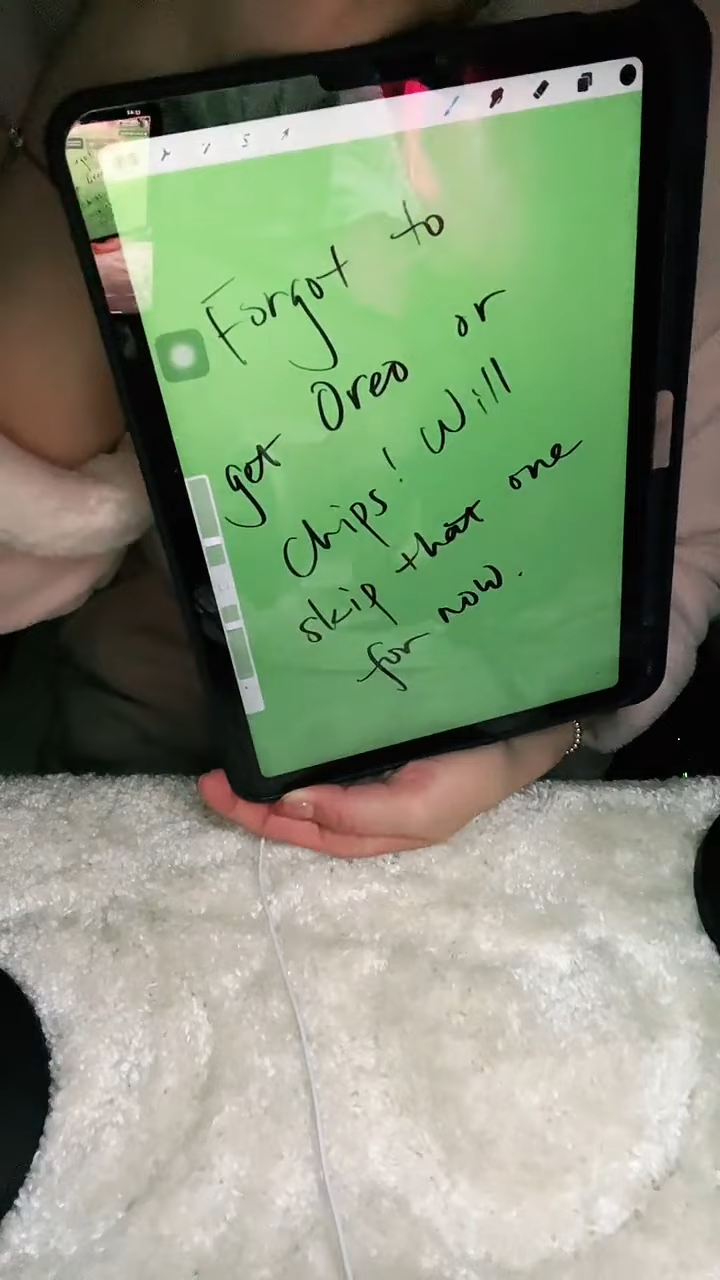 Forgot to
get Oreo or
Chips! Will
skip that one
for now.